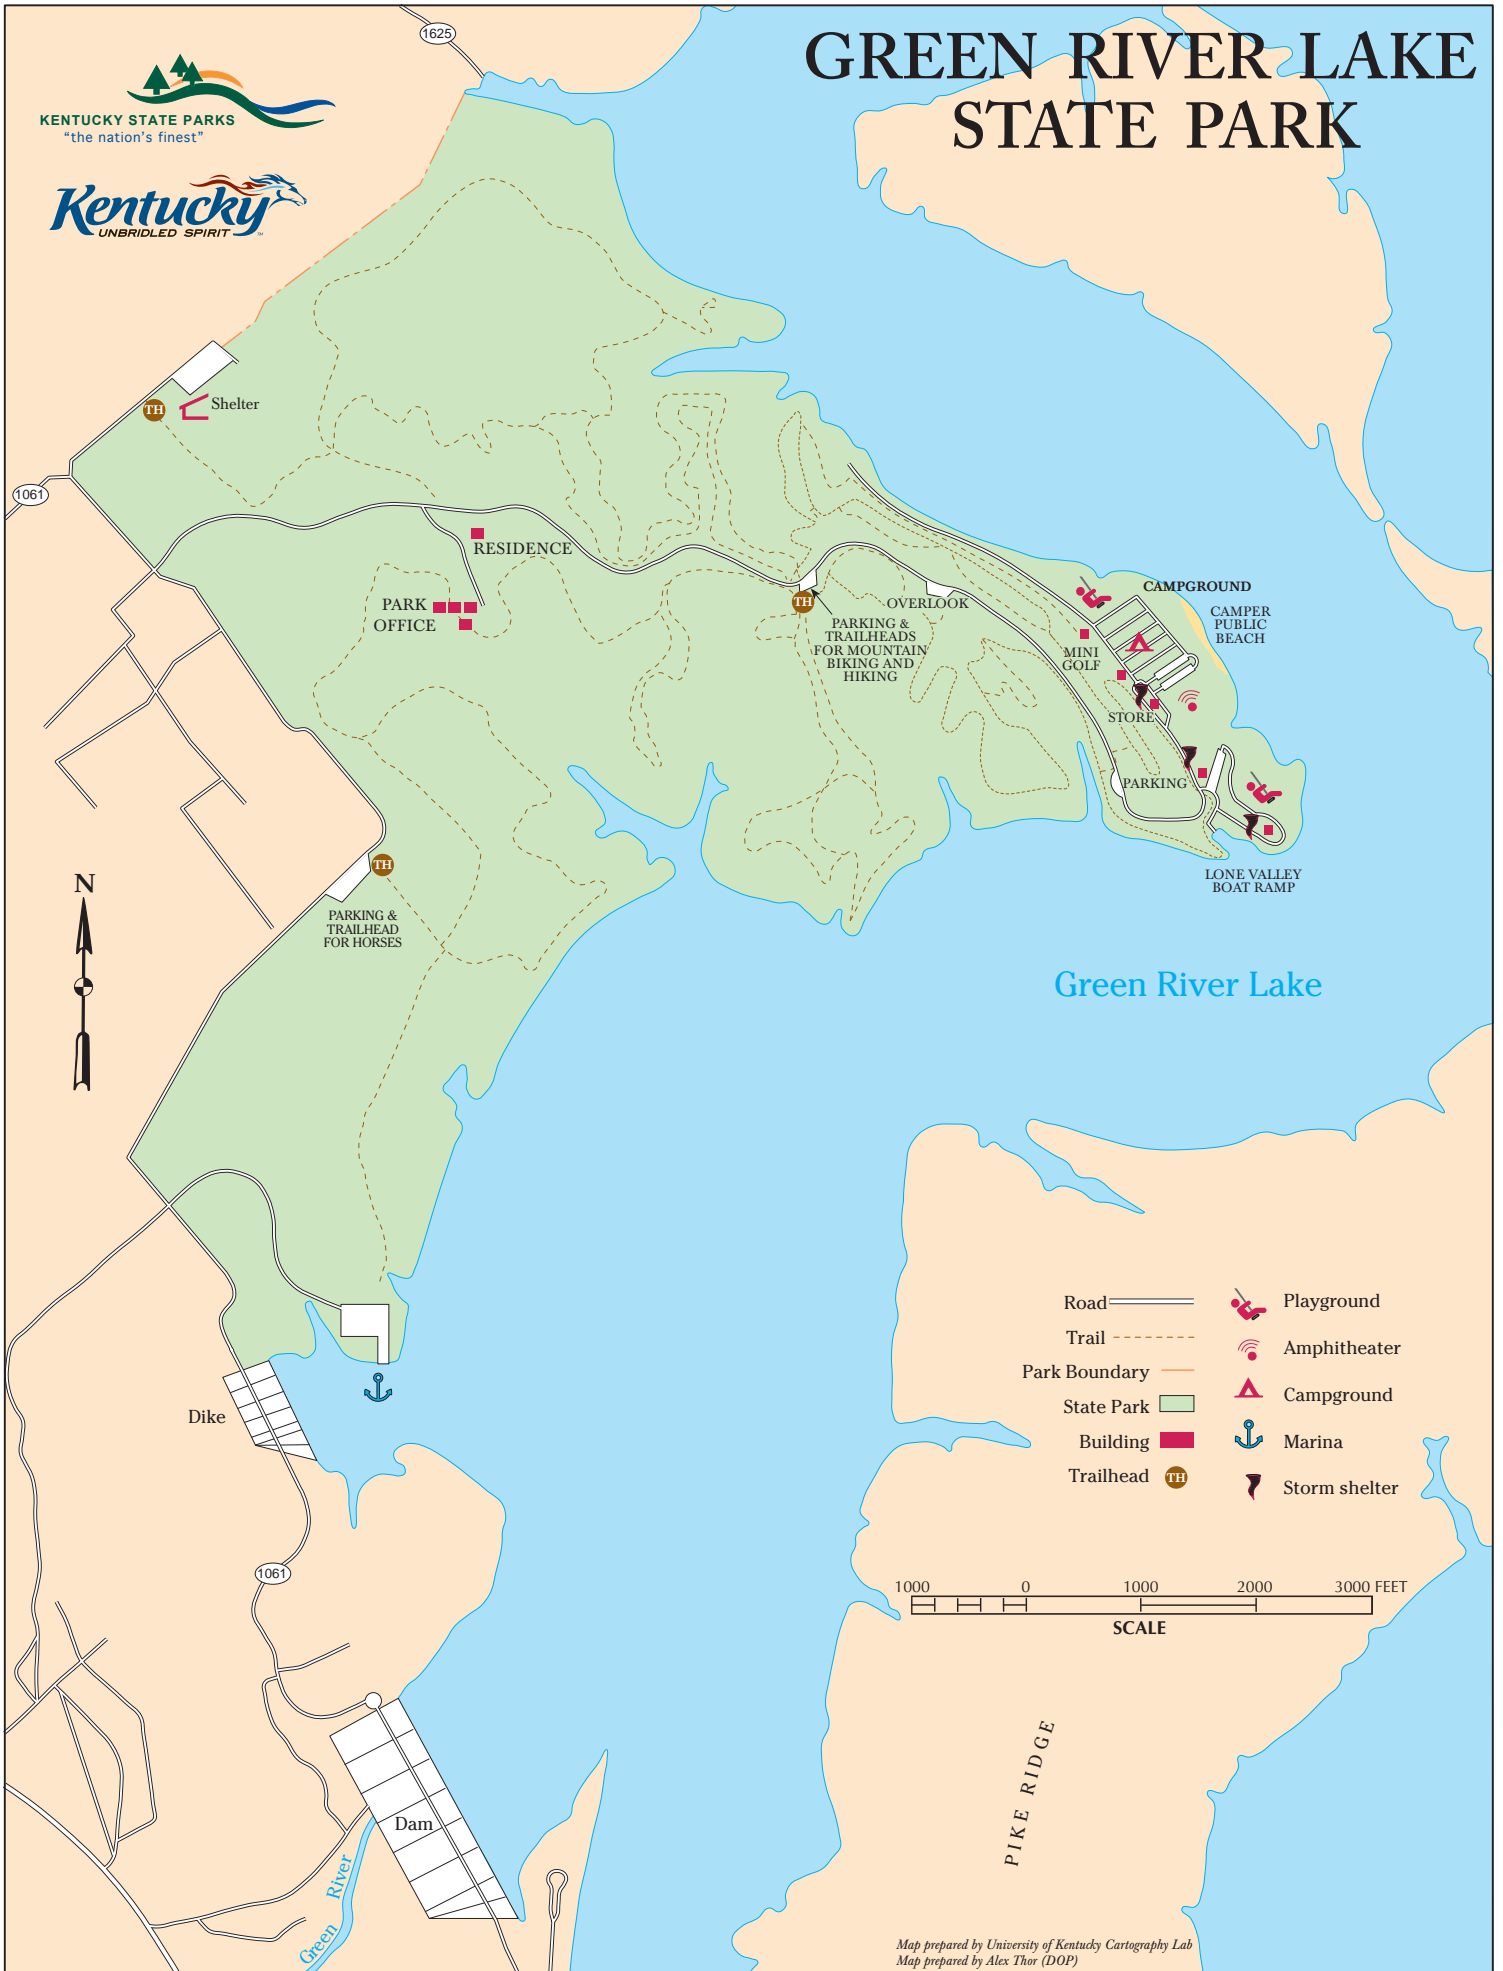 GREEN RIVER LAKE
STATE PARK
1625
KENTUCKY STATE PARKS
“the nation's finest”
Kentucky
UNBRIDLED SPIRIT™
TH
Shelter
1061
RESIDENCE
PARK
OFFICE
TH
OVERLOOK
PARKING &
TRAILHEADS
FOR MOUNTAIN
BIKING AND
HIKING
CAMPGROUND
CAMPER
PUBLIC
BEACH
MINI
GOLF
STORE
PARKING
LONE VALLEY
BOAT RAMP
TH
PARKING &
TRAILHEAD
FOR HORSES
N
Green River Lake
Dike
1061
Road
Trail
Park Boundary
State Park
Building
Trailhead
TH
Playground
Amphitheater
Campground
Marina
Storm shelter
1000 0 1000 2000 3000 FEET
SCALE
PIKE RIDGE
Dam
Green River
Map prepared by University of Kentucky Cartography Lab
Map prepared by Alex Thor (DOP)